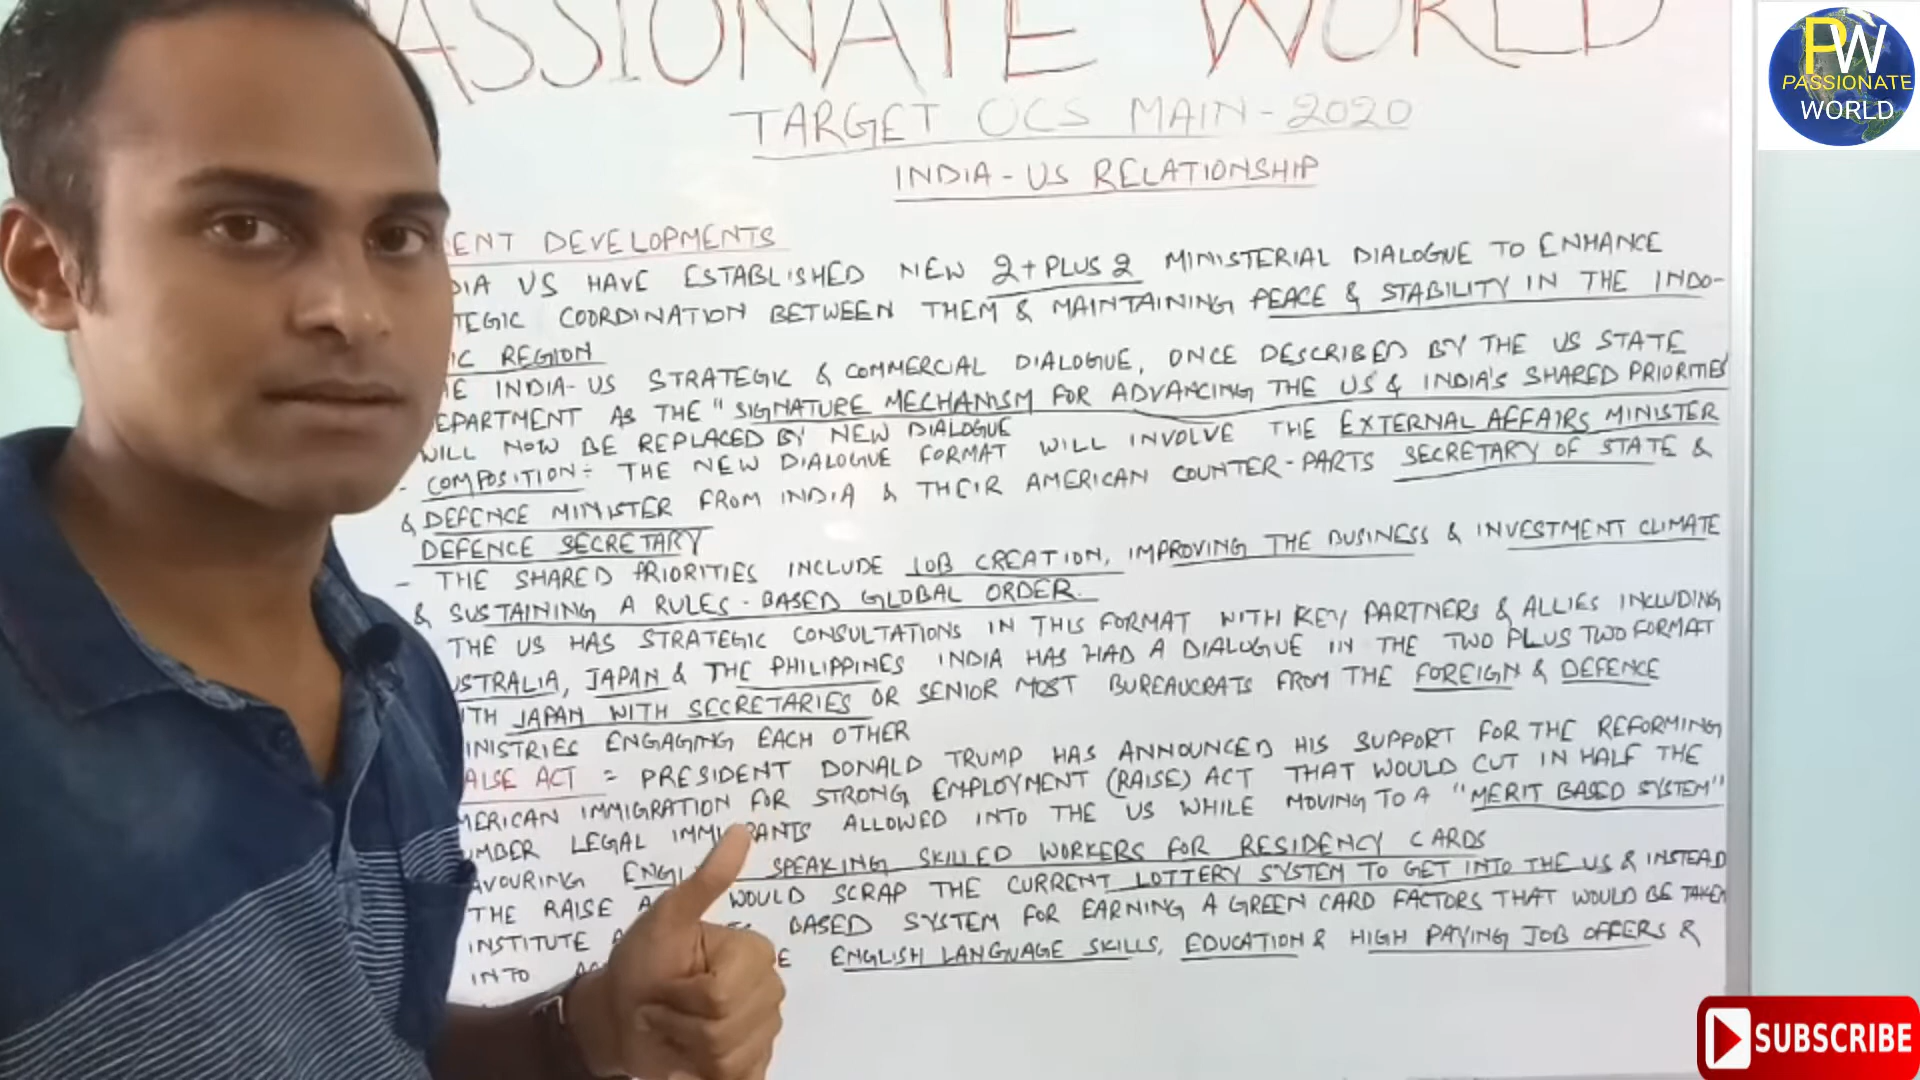 PASSIONATE WORLD
PW
PASSIONATE
WORLD
TARGET OCS MAIN-2020
INDIA-US RELATIONSHIP
ENT DEVELOPMENTS
DIA US HAVE ESTABLISHED NEW 2+PLUS 2 MINISTERIAL DIALOGUE TO ENHANCE
TEGIC COORDINATION BETWEEN THEM & MAINTAINING PEACE & STABILITY IN THE INDO-
IC REGION
E INDIA-US STRATEGIC & COMMERCIAL DIALOGUE, ONCE DESCRIBED BY THE US STATE
EPARTMENT AS THE "SIGNATURE MECHANISM FOR ADVANCING THE US & INDIA'S SHARED PRIORITIES
WILL NOW BE REPLACED BY NEW DIALOGUE
- COMPOSITION:- THE NEW DIALOGUE FORMAT WILL INVOLVE THE EXTERNAL AFFAIRS MINISTER
& DEFENCE MINISTER FROM INDIA & THEIR AMERICAN COUNTER-PARTS SECRETARY OF STATE &
DEFENCE SECRETARY
- THE SHARED PRIORITIES INCLUDE JOB CREATION, IMPROVING THE BUSINESS & INVESTMENT CLIMATE
& SUSTAINING A RULES-BASED GLOBAL ORDER.
THE US HAS STRATEGIC CONSULTATIONS IN THIS FORMAT WITH KEY PARTNERS & ALLIES INCLUDING
USTRALIA, JAPAN & THE PHILIPPINES INDIA HAS HAD A DIALOGUE IN THE TWO PLUS TWO FORMAT
ITH JAPAN WITH SECRETARIES OR SENIOR MOST BUREAUCRATS FROM THE FOREIGN & DEFENCE
INISTRIES ENGAGING EACH OTHER
AISE ACT = PRESIDENT DONALD TRUMP HAS ANNOUNCED HIS SUPPORT FOR THE REFORMING
MERICAN IMMIGRATION FOR STRONG EMPLOYMENT (RAISE) ACT THAT WOULD CUT IN HALF THE
UMBER LEGAL IMMIGRANTS ALLOWED INTO THE US WHILE MOVING TO A "MERIT BASED SYSTEM"
AVOURING ENGLI SPEAKING SKILLED WORKERS FOR RESIDENCY CARDS
THE RAISE A WOULD SCRAP THE CURRENT LOTTERY SYSTEM TO GET INTO THE US & INSTEAD
INSTITUTE A BASED SYSTEM FOR EARNING A GREEN CARD FACTORS THAT WOULD BE TAKEN
INTO AC E ENGLISH LANGUAGE SKILLS, EDUCATION & HIGH PAYING JOB OFFERS &
SUBSCRIBE